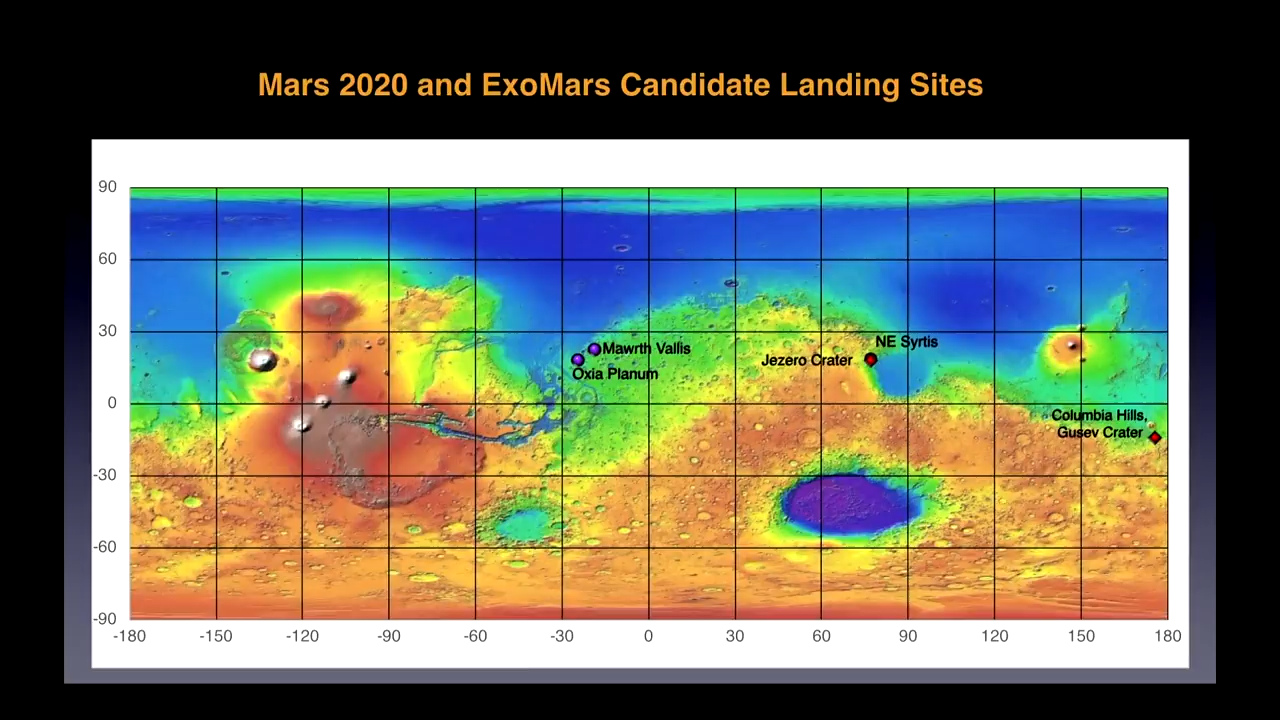 Mars 2020 and ExoMars Candidate Landing Sites
90
60
30
0
-30
-60
-90
Mawrth Vallis
Oxia Planum
NE Syrtis
Jezero Crater
Columbia Hills,
Gusev Crater
-180 -150 -120 -90 -60 -30 0 30 60 90 120 150 180